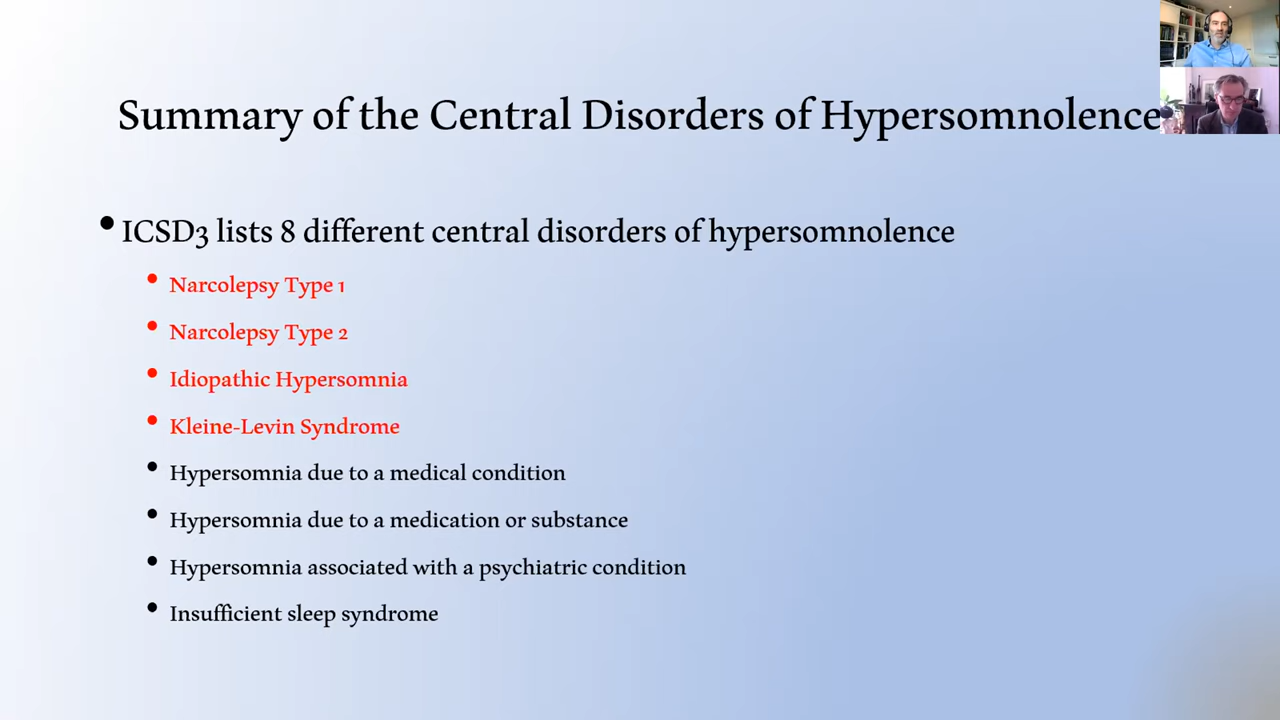 Summary of the Central Disorders of Hypersomnolence
• ICSD3 lists 8 different central disorders of hypersomnolence
• Narcolepsy Type 1
• Narcolepsy Type 2
• Idiopathic Hypersomnia
• Kleine-Levin Syndrome
• Hypersomnia due to a medical condition
• Hypersomnia due to a medication or substance
• Hypersomnia associated with a psychiatric condition
• Insufficient sleep syndrome